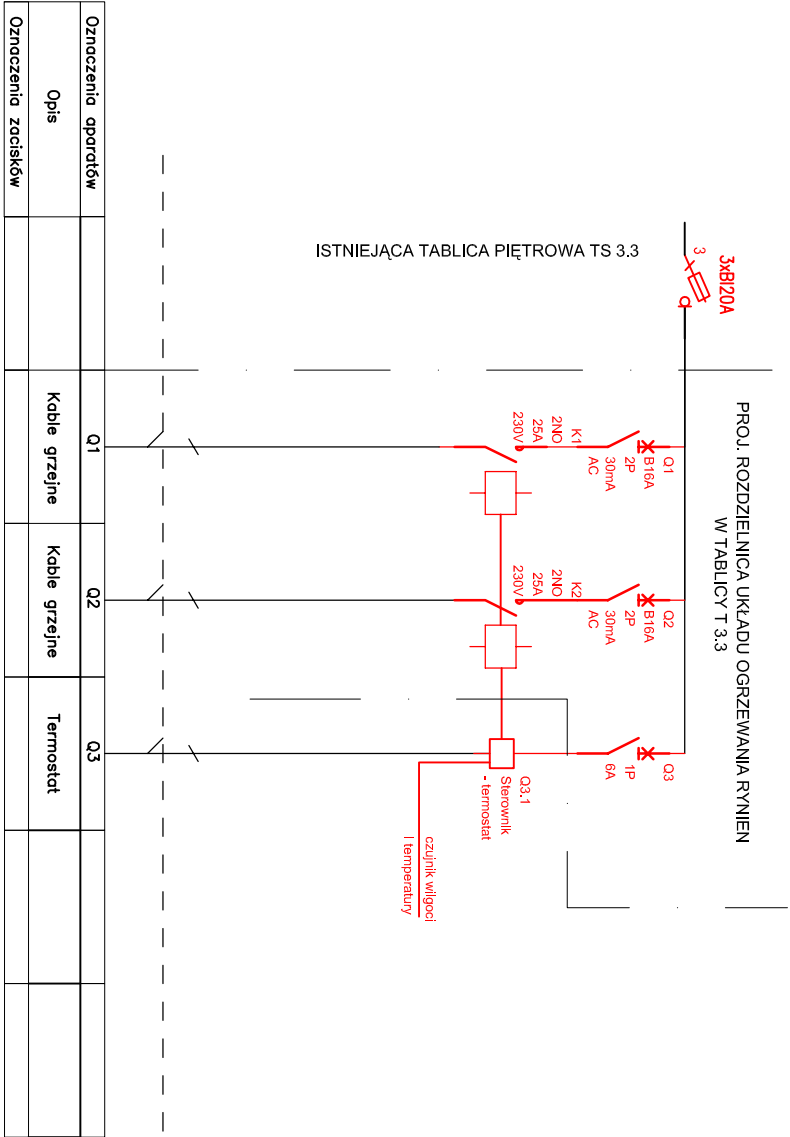 3xBI20A
3
ISTNIEJĄCA TABLICA PIĘTROWA TS 3.3
PROJ. ROZDZIELNICA UKŁADU OGRZEWANIA RYNIEN
W TABLICY T 3.3
Q1
B16A
2P
30mA
AC
K1
2NO
25A
230V
Q2
B16A
2P
30mA
AC
K2
2NO
25A
230V
Q3
1P
6A
Q3.1
Sterownik
- termostat
czujnik wilgoci
i temperatury
Oznaczenia aparatów
Q1
Q2
Q3
Opis
Kable grzejne
Kable grzejne
Termostat
Oznaczenia zacisków